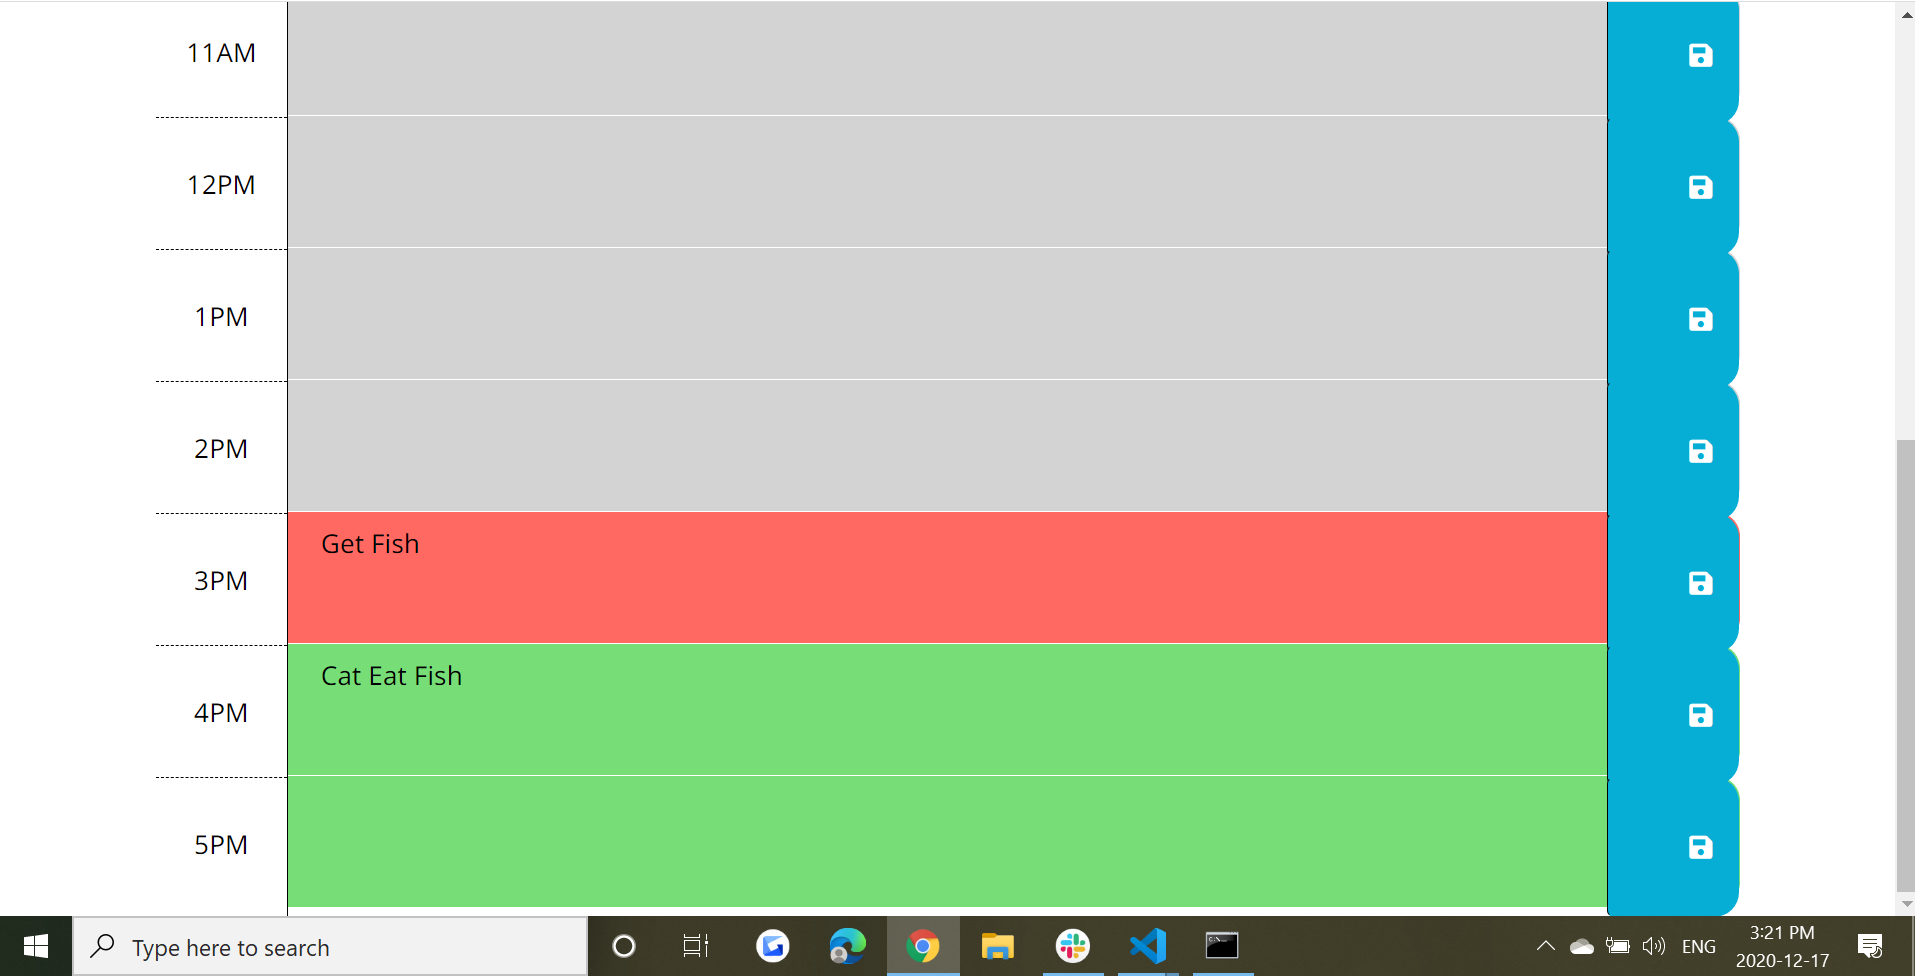 11AM
12PM
1PM
2PM
Get Fish
3PM
Cat Eat Fish
4PM
5PM
Type here to search
ENG
3:21 PM
2020-12-17